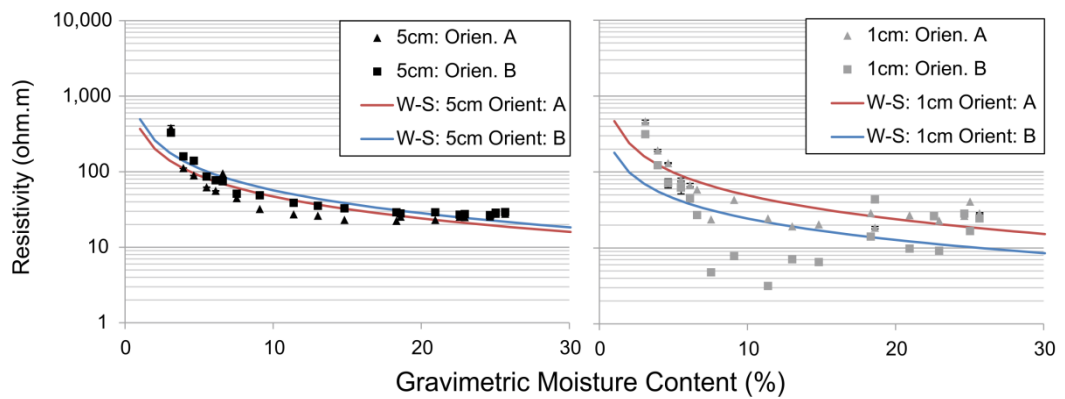 10,000
1,000
100
10
1
Resistivity (ohm.m)
5cm: Orien. A
5cm: Orien. B
W-S: 5cm Orient: A
W-S: 5cm Orient: B
0 10 20 30
1cm: Orien. A
1cm: Orien. B
W-S: 1cm Orient: A
W-S: 1cm Orient: B
0 10 20 30
Gravimetric Moisture Content (%)